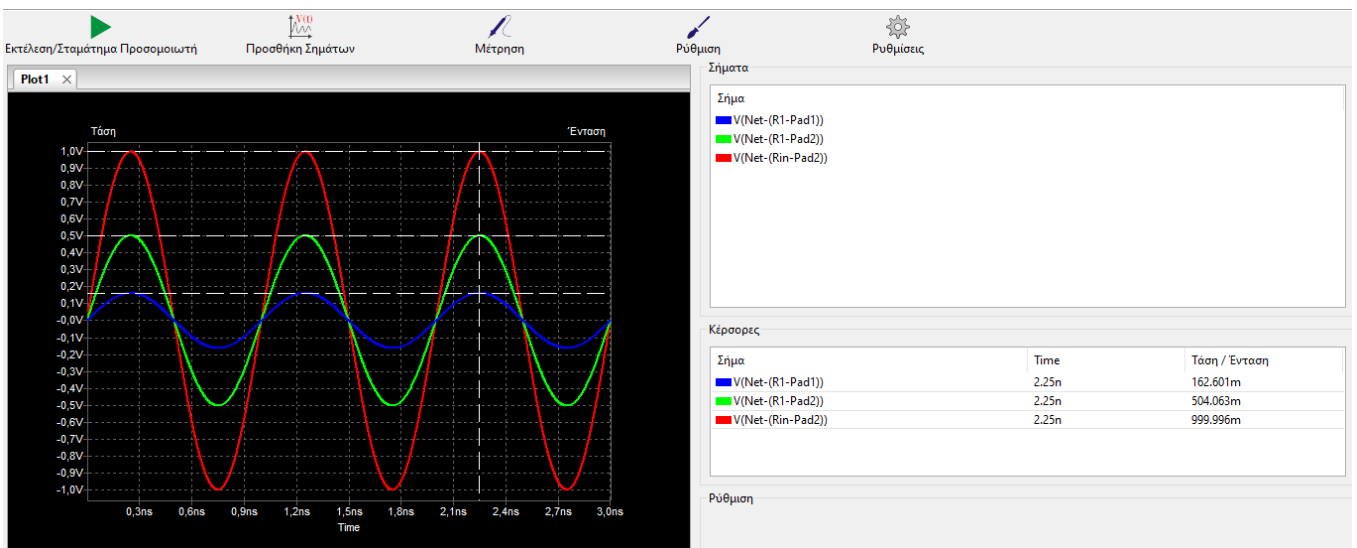 Εκτέλεση/Σταμάτημα Προσομοιωτή
Προσθήκη Σημάτων
Μέτρηση
Ρύθμιση
Ρυθμίσεις
V(t)
Plot1
Τάση
Ένταση
1,0V
0,9V
0,8V
0,7V
0,6V
0,5V
0,4V
0,3V
0,2V
0,1V
-0,0V
-0,1V
-0,2V
-0,3V
-0,4V
-0,5V
-0,6V
-0,7V
-0,8V
-0,9V
-1,0V
0,3ns 0,6ns 0,9ns 1,2ns 1,5ns 1,8ns 2,1ns 2,4ns 2,7ns 3,0ns
Time
Σήματα
Σήμα
V(Net-(R1-Pad1))
V(Net-(R1-Pad2))
V(Net-(Rin-Pad2))
Κέρσορες
Σήμα Time Τάση / Ένταση
V(Net-(R1-Pad1)) 2.25n 162.601m
V(Net-(R1-Pad2)) 2.25n 504.063m
V(Net-(Rin-Pad2)) 2.25n 999.996m
Ρύθμιση